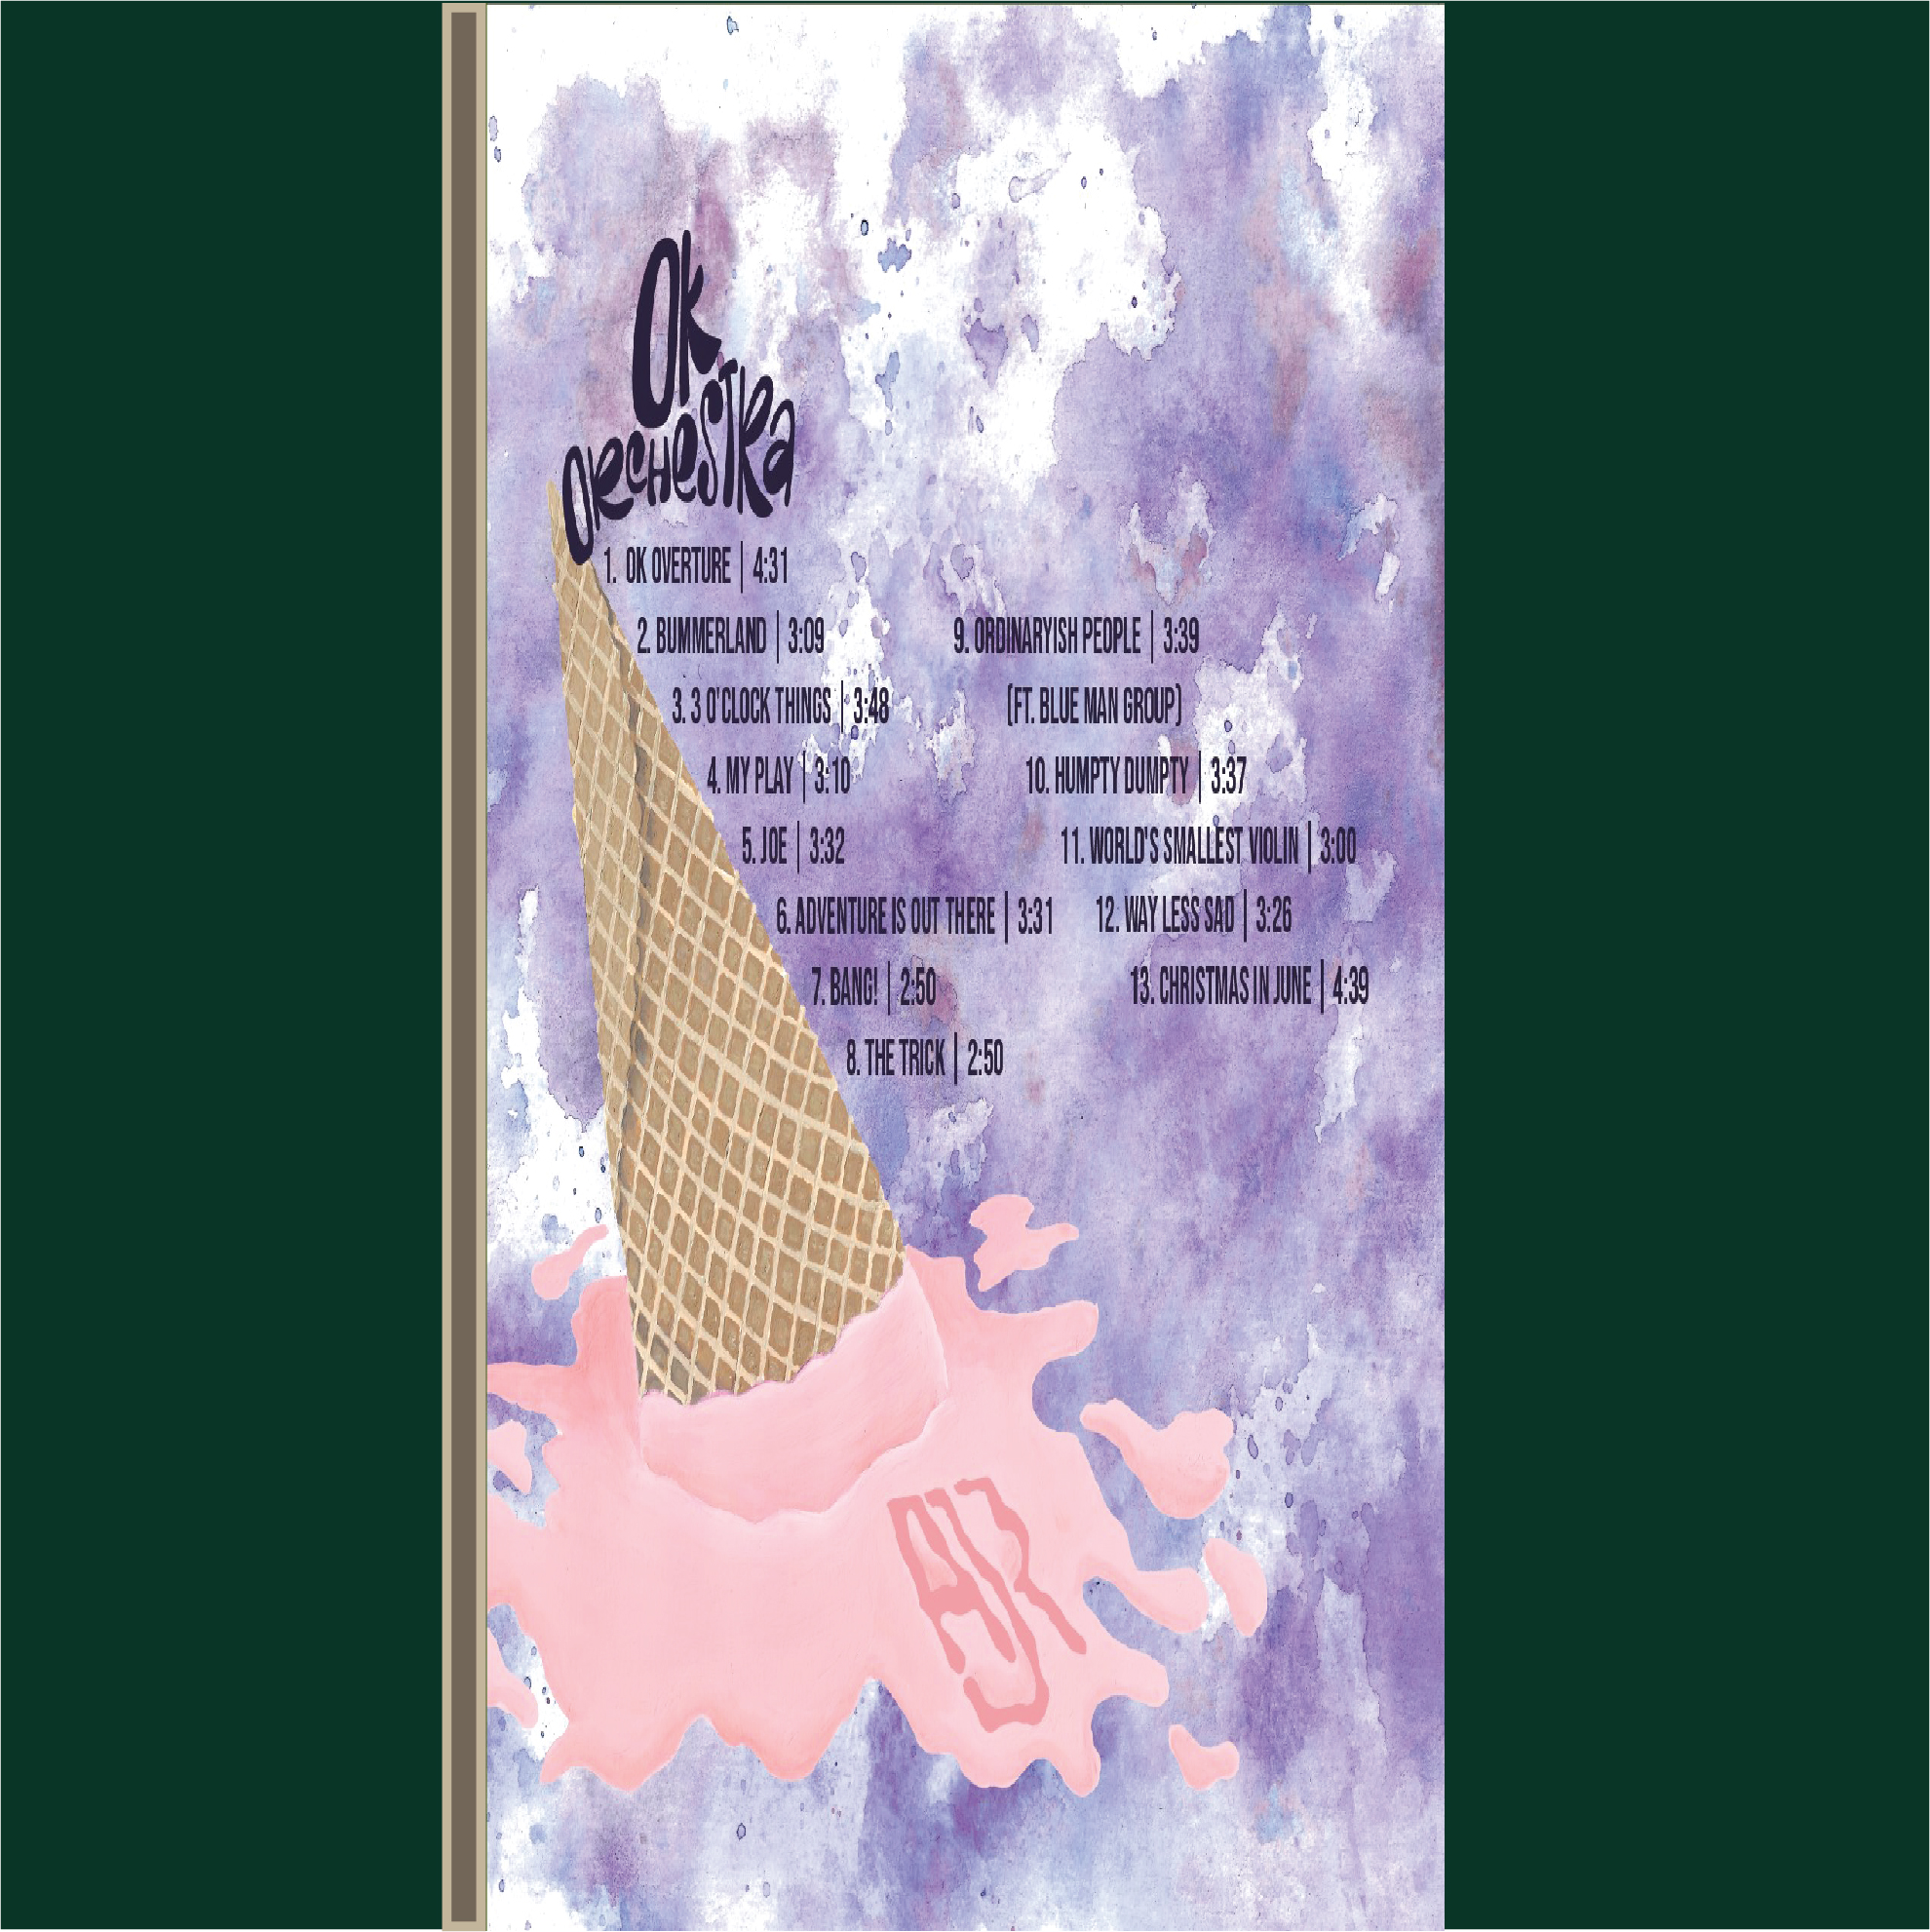 OK
ORCHESTRA
1. OK OVERTURE | 4:31
2. BUMMERLAND | 3:09
3. 3 O'CLOCK THINGS | 3:48
4. MY PLAY | 3:10
5. JOE | 3:32
6. ADVENTURE IS OUT THERE | 3:31
7. BANG! | 2:50
8. THE TRICK | 2:50
9. ORDINARYISH PEOPLE | 3:39
(FT. BLUE MAN GROUP)
10. HUMPTY DUMPTY | 3:37
11. WORLD'S SMALLEST VIOLIN | 3:00
12. WAY LESS SAD | 3:26
13. CHRISTMAS IN JUNE | 4:39
AJR